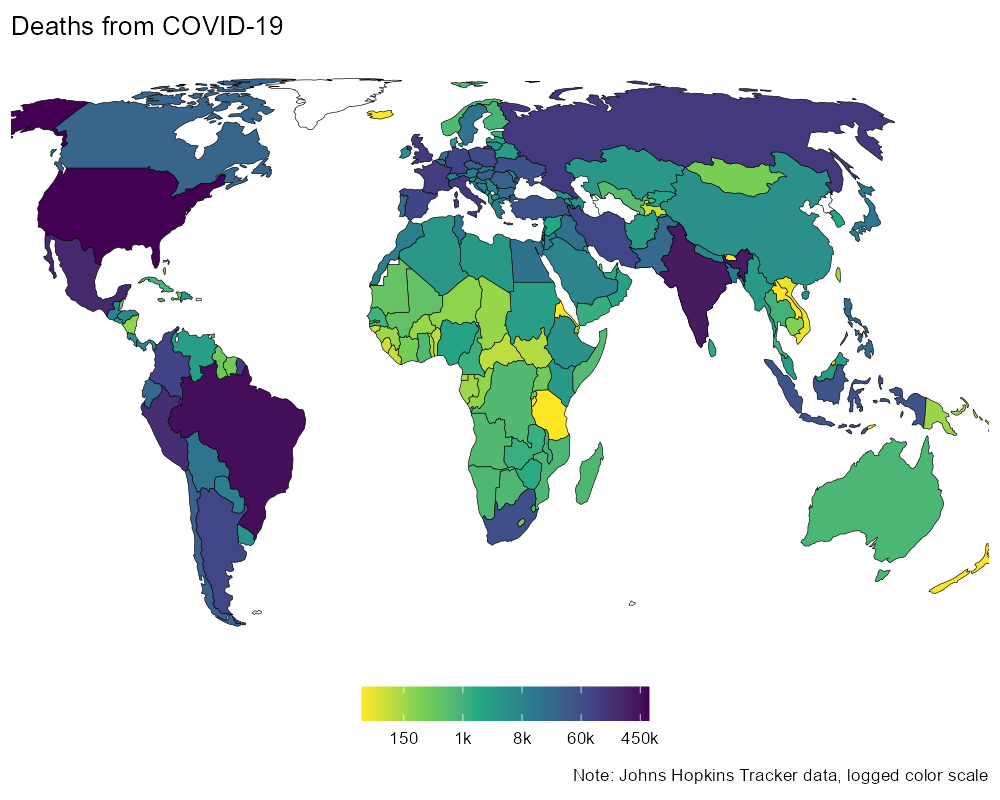 Deaths from COVID-19
150 1k 8k 60k 450k
Note: Johns Hopkins Tracker data, logged color scale